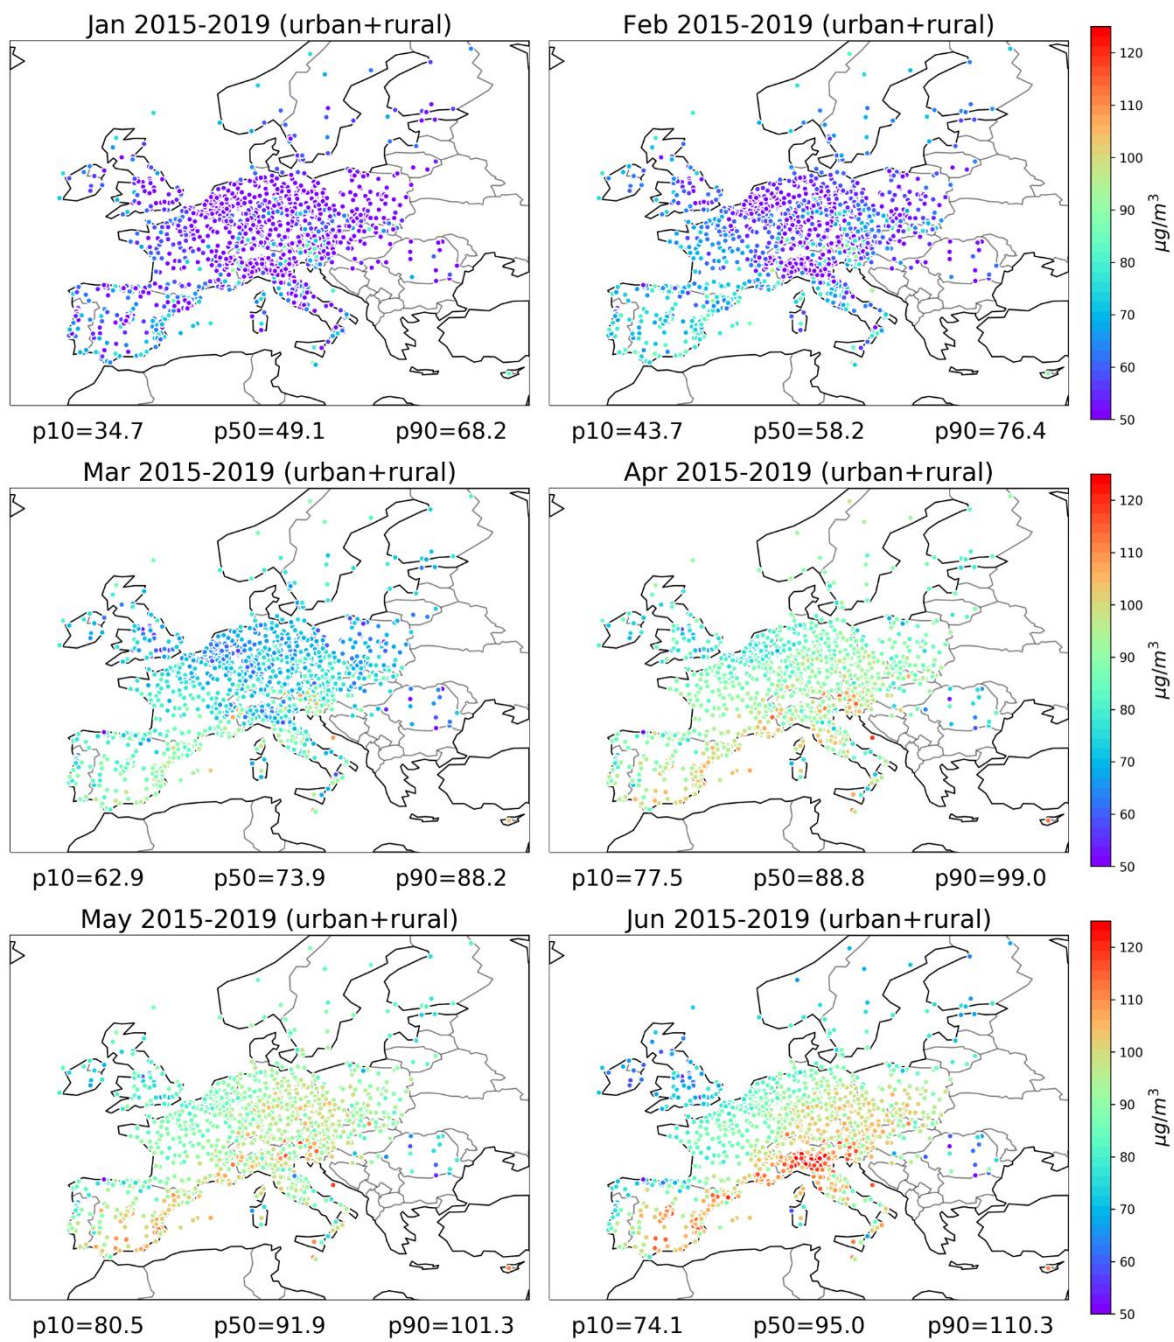 Jan 2015-2019 (urban+rural)
Feb 2015-2019 (urban+rural)
120
110
100
90
80
70
60
50
μg/m³
p10=34.7 p50=49.1 p90=68.2
p10=43.7 p50=58.2 p90=76.4
Mar 2015-2019 (urban+rural)
Apr 2015-2019 (urban+rural)
120
110
100
90
80
70
60
50
μg/m³
p10=62.9 p50=73.9 p90=88.2
p10=77.5 p50=88.8 p90=99.0
May 2015-2019 (urban+rural)
Jun 2015-2019 (urban+rural)
120
110
100
90
80
70
60
50
μg/m³
p10=80.5 p50=91.9 p90=101.3
p10=74.1 p50=95.0 p90=110.3